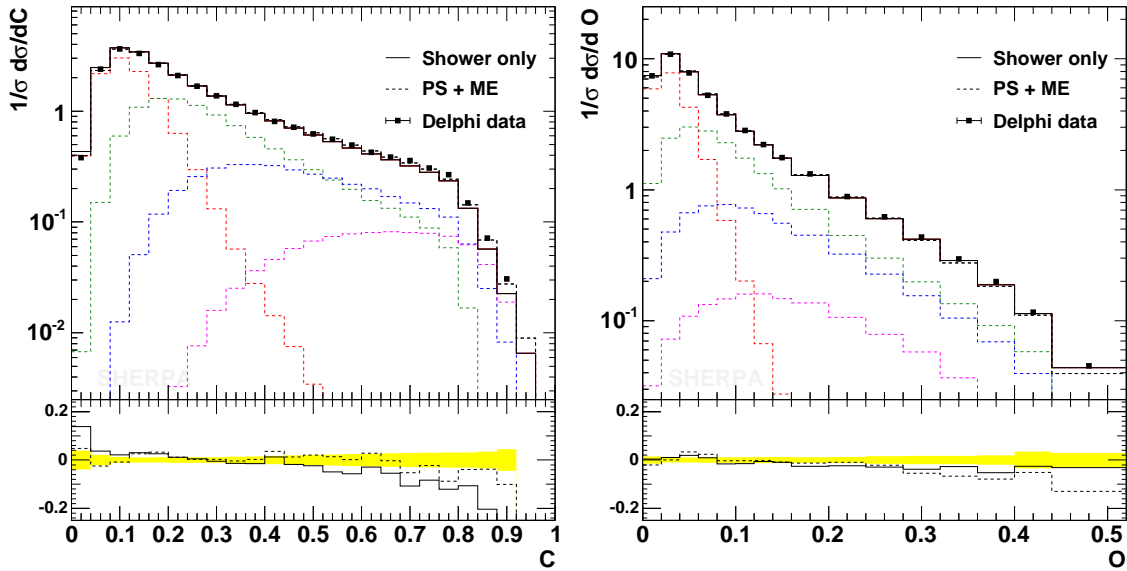 1/σ dσ/dC
1
10-1
10-2
Shower only
PS + ME
Delphi data
SHERPA
0.2
0
-0.2
0 0.1 0.2 0.3 0.4 0.5 0.6 0.7 0.8 0.9 1
C
1/σ dσ/d O
10
1
10-1
Shower only
PS + ME
Delphi data
SHERPA
0.2
0
-0.2
0 0.1 0.2 0.3 0.4 0.5
O